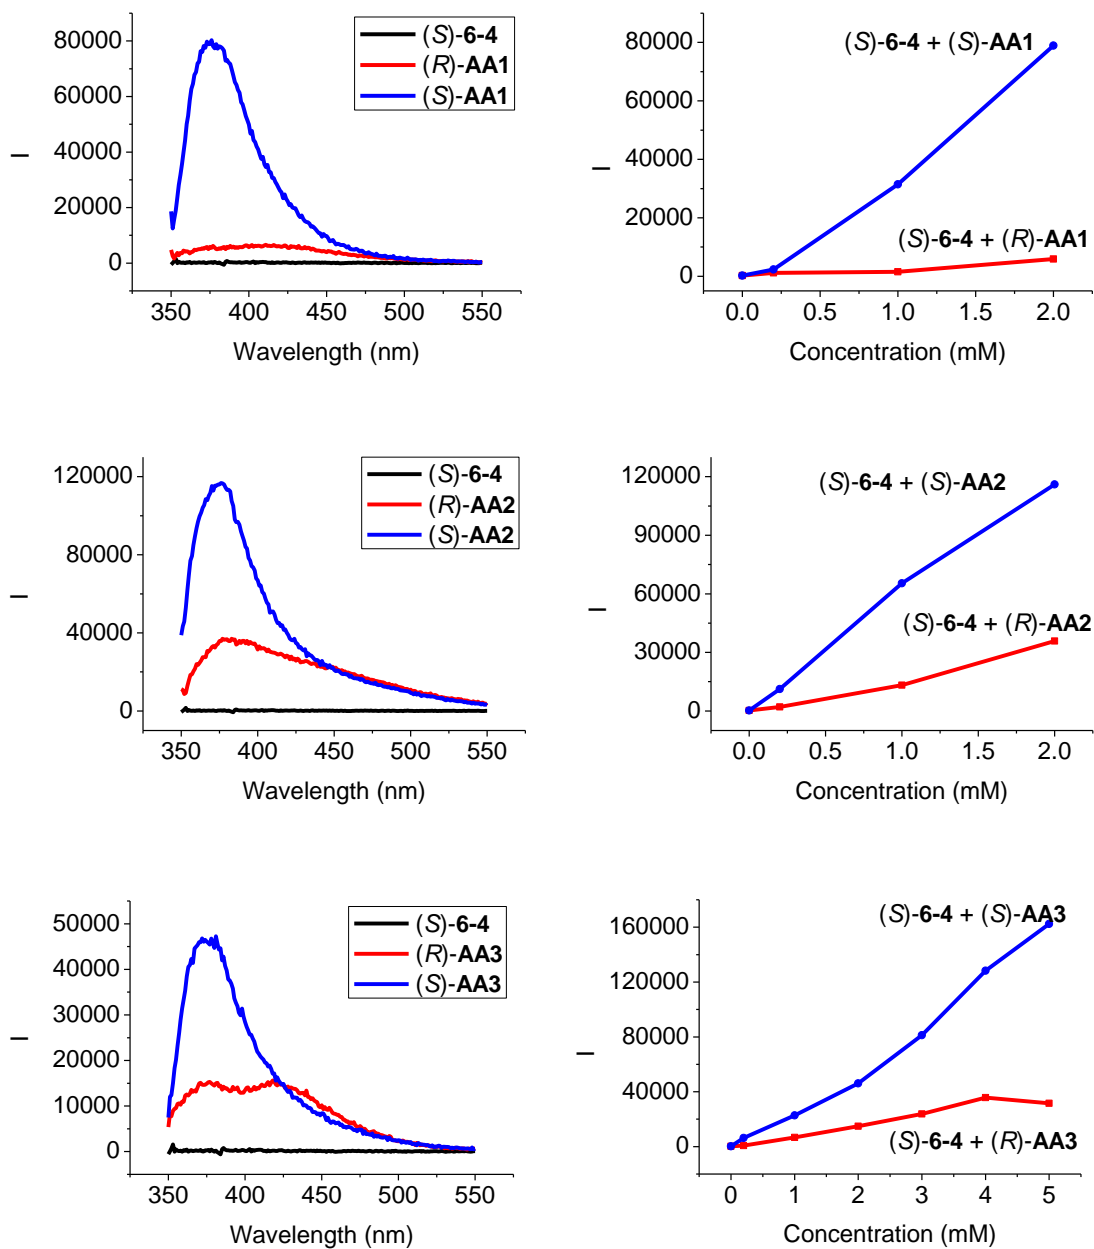 80000
60000
40000
20000
0
I
350 400 450 500 550
Wavelength (nm)
(S)-6-4
(R)-AA1
(S)-AA1
80000
60000
40000
20000
0
I
0.0 0.5 1.0 1.5 2.0
Concentration (mM)
(S)-6-4 + (S)-AA1
(S)-6-4 + (R)-AA1
120000
80000
40000
0
I
350 400 450 500 550
Wavelength (nm)
(S)-6-4
(R)-AA2
(S)-AA2
120000
90000
60000
30000
0
I
0.0 0.5 1.0 1.5 2.0
Concentration (mM)
(S)-6-4 + (S)-AA2
(S)-6-4 + (R)-AA2
50000
40000
30000
20000
10000
0
I
350 400 450 500 550
Wavelength (nm)
(S)-6-4
(R)-AA3
(S)-AA3
160000
120000
80000
40000
0
I
0 1 2 3 4 5
Concentration (mM)
(S)-6-4 + (S)-AA3
(S)-6-4 + (R)-AA3